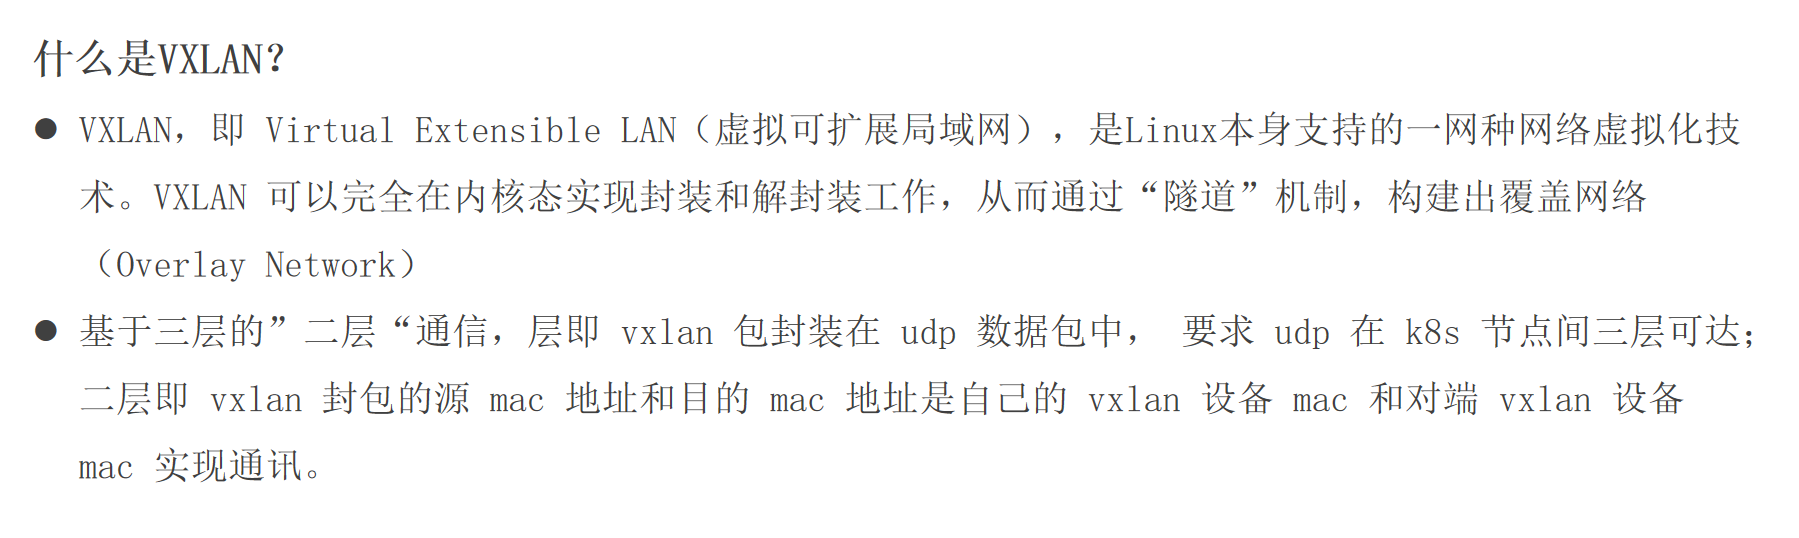 什么是VXLAN？
● VXLAN，即 Virtual Extensible LAN（虚拟可扩展局域网），是Linux本身支持的一网种网络虚拟化技
术。VXLAN 可以完全在内核态实现封装和解封装工作，从而通过“隧道”机制，构建出覆盖网络
（Overlay Network）
● 基于三层的”二层“通信，层即 vxlan 包封装在 udp 数据包中， 要求 udp 在 k8s 节点间三层可达；
二层即 vxlan 封包的源 mac 地址和目的 mac 地址是自己的 vxlan 设备 mac 和对端 vxlan 设备
mac 实现通讯。